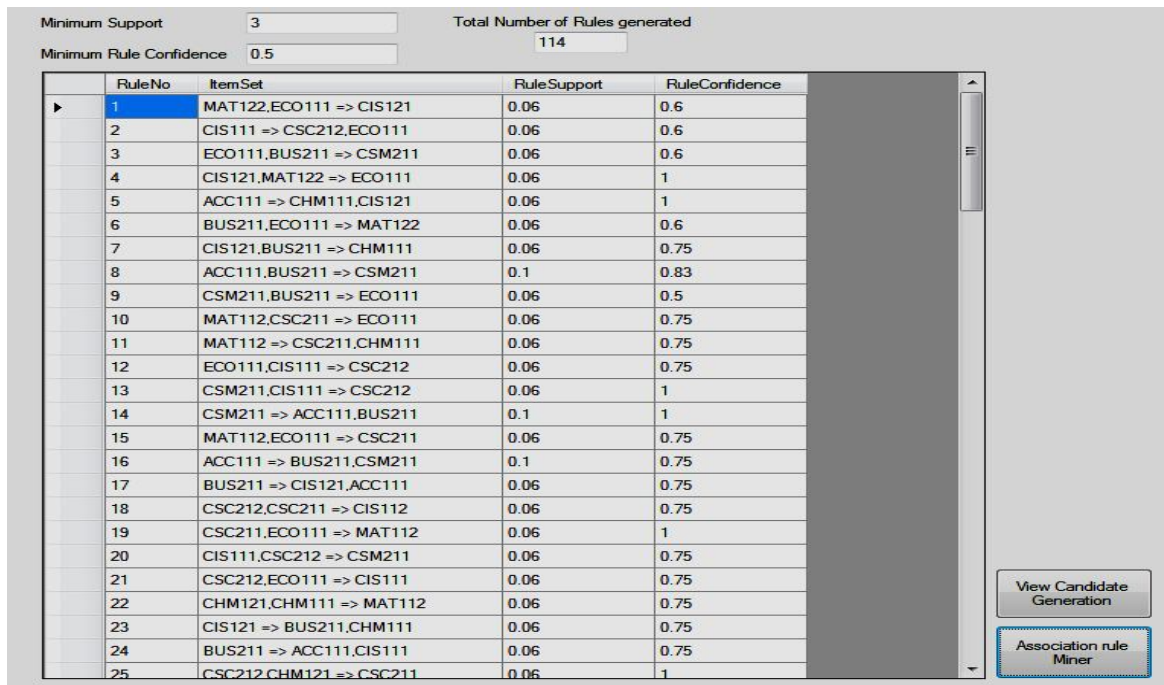 Minimum Support 3 Total Number of Rules generated
114
Minimum Rule Confidence 0.5
RuleNo ItemSet RuleSupport RuleConfidence
1 MAT122,ECO111 => CIS121 0.06 0.6
2 CIS111 => CSC212,ECO111 0.06 0.6
3 ECO111,BUS211 => CSM211 0.06 0.6
4 CIS121,MAT122 => ECO111 0.06 1
5 ACC111 => CHM111,CIS121 0.06 1
6 BUS211,ECO111 => MAT122 0.06 0.6
7 CIS121,BUS211 => CHM111 0.06 0.75
8 ACC111,BUS211 => CSM211 0.1 0.83
9 CSM211,BUS211 => ECO111 0.06 0.5
10 MAT112,CSC211 => ECO111 0.06 0.75
11 MAT112 => CSC211,CHM111 0.06 0.75
12 ECO111,CIS111 => CSC212 0.06 0.75
13 CSM211,CIS111 => CSC212 0.06 1
14 CSM211 => ACC111,BUS211 0.1 1
15 MAT112,ECO111 => CSC211 0.06 0.75
16 ACC111 => BUS211,CSM211 0.1 0.75
17 BUS211 => CIS121,ACC111 0.06 0.75
18 CSC212,CSC211 => CIS112 0.06 0.75
19 CSC211,ECO111 => MAT112 0.06 1
20 CIS111,CSC212 => CSM211 0.06 0.75
21 CSC212,ECO111 => CIS111 0.06 0.75
22 CHM121,CHM111 => MAT112 0.06 0.75
23 CIS121 => BUS211,CHM111 0.06 0.75
24 BUS211 => ACC111,CIS111 0.06 0.75
25 CSC212,CHM121 => CSC211 0.06 1
View Candidate
Generation
Association rule
Miner